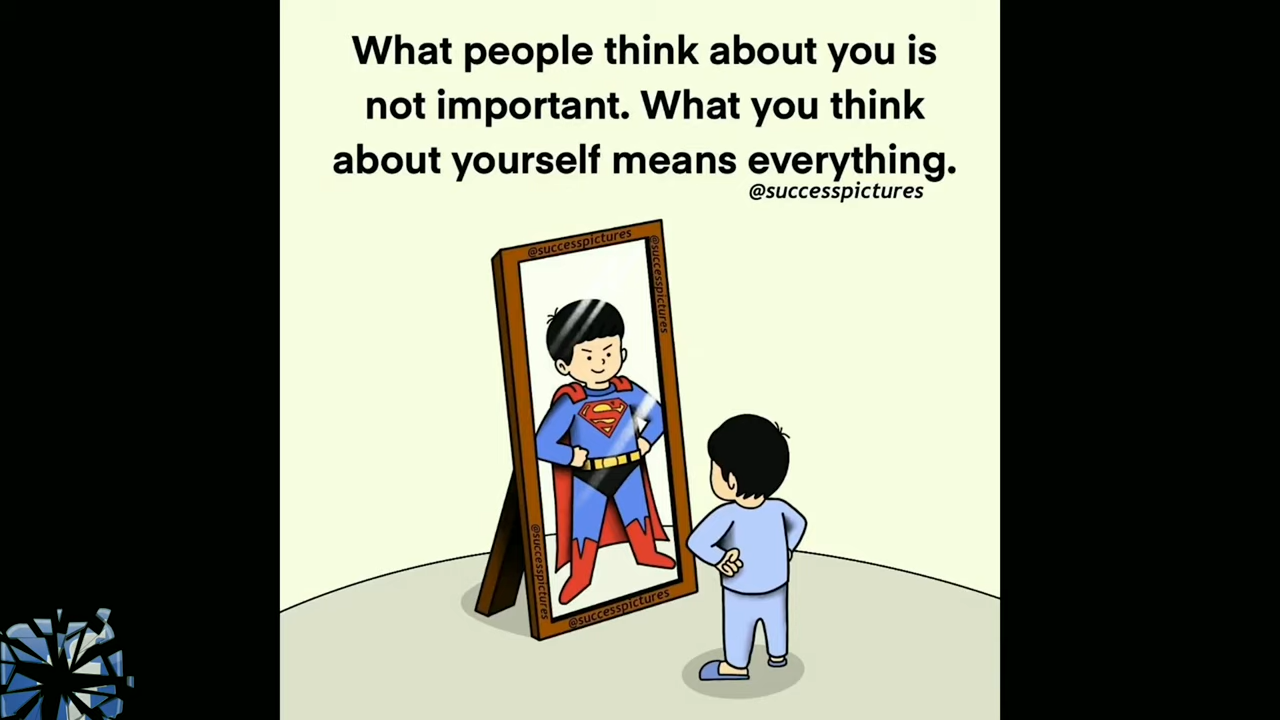 What people think about you is
not important. What you think
about yourself means everything.
@successpictures
@successpictures
@successpictures
@successpictures
@successpictures